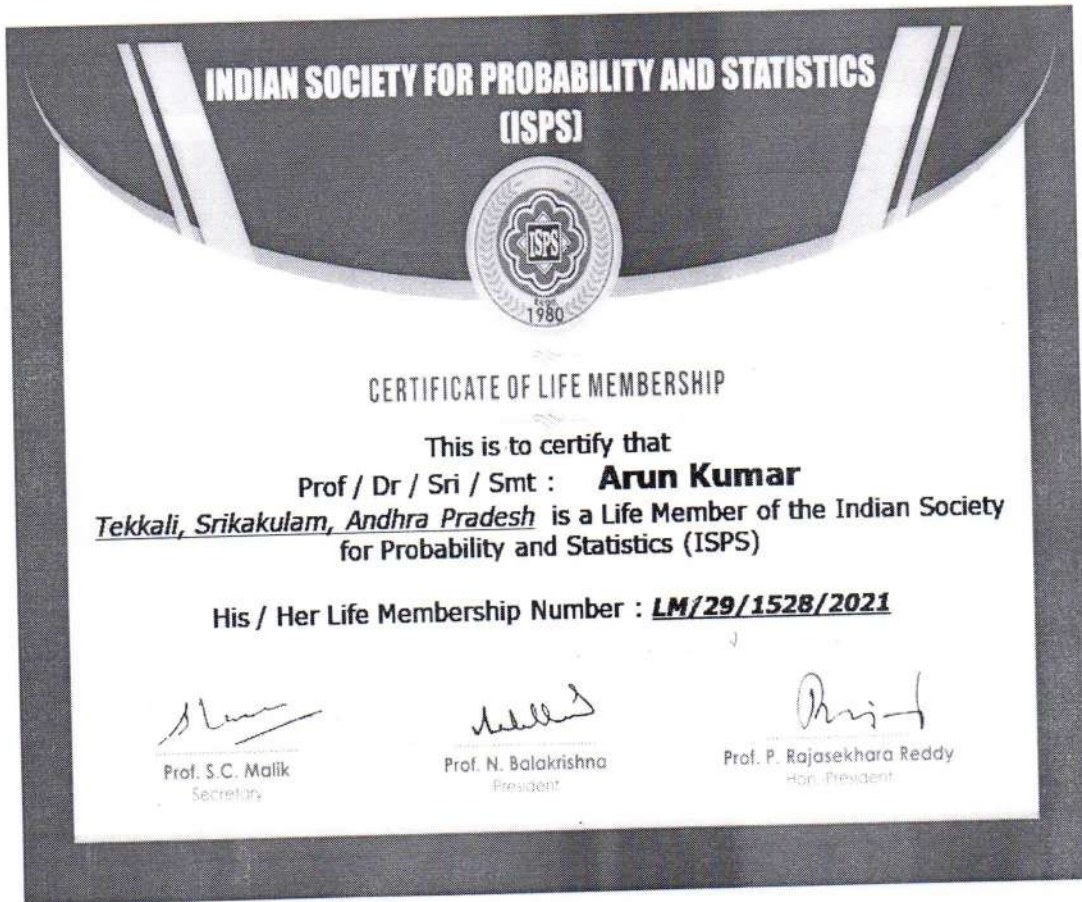 INDIAN SOCIETY FOR PROBABILITY AND STATISTICS
(ISPS)
ISPS
1980
CERTIFICATE OF LIFE MEMBERSHIP
This is to certify that
Prof / Dr / Sri / Smt : Arun Kumar
Tekkali, Srikakulam, Andhra Pradesh is a Life Member of the Indian Society
for Probability and Statistics (ISPS)
His / Her Life Membership Number : LM/29/1528/2021
Prof. S.C. Malik
Secretary
Prof. N. Balakrishna
President
Prof. P. Rajasekhara Reddy
Hon. President